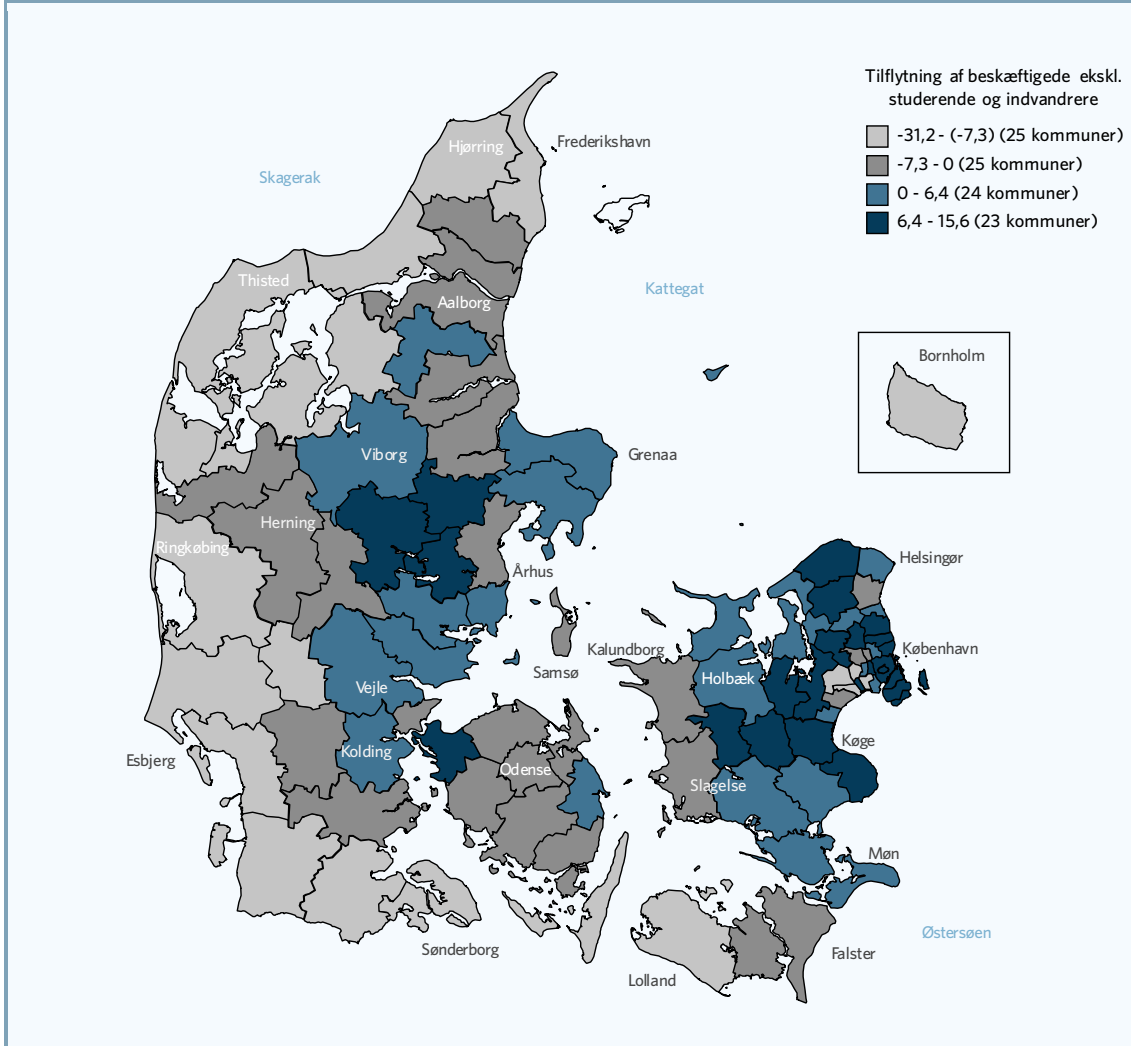 Tilflytning af beskæftigede ekskl.
studerende og indvandrere
-31,2 - (-7,3) (25 kommuner)
-7,3 - 0 (25 kommuner)
0 - 6,4 (24 kommuner)
6,4 - 15,6 (23 kommuner)
Hjørring
Frederikshavn
Skagerak
Thisted
Kattegat
Aalborg
Bornholm
Viborg
Grenaa
Herning
Ringkøbing
Helsingør
Århus
København
Kalundborg
Samsø
Holbæk
Vejle
Køge
Kolding
Esbjerg
Odense
Slagelse
Møn
Østersøen
Sønderborg
Falster
Lolland